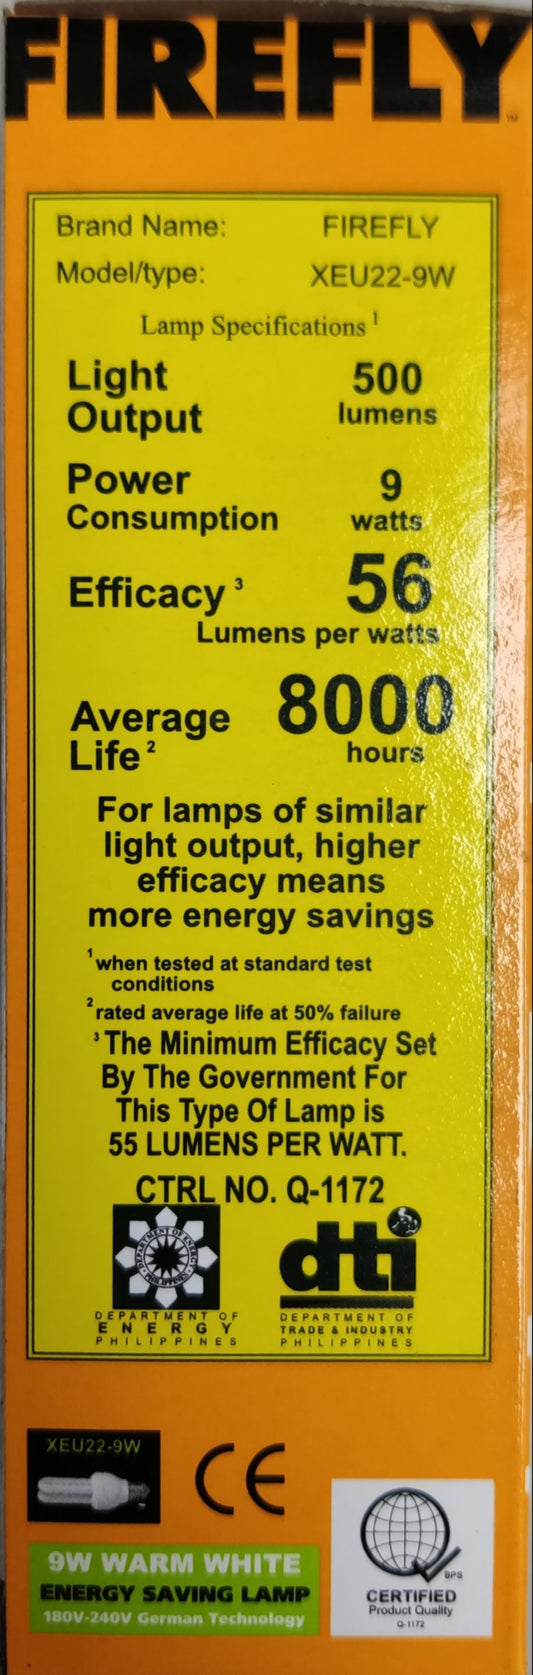 FIREFLY
TM
Brand Name: FIREFLY
Model/type: XEU22-9W
Lamp Specifications ¹
Light 500
Output lumens
Power 9
Consumption watts
Efficacy ³ 56
Lumens per watts
Average 8000
Life ² hours
For lamps of similar
light output, higher
efficacy means
more energy savings
¹ when tested at standard test
conditions
² rated average life at 50% failure
³ The Minimum Efficacy Set
By The Government For
This Type Of Lamp is
55 LUMENS PER WATT.
CTRL NO. Q-1172
DEPARTMENT OF ENERGY
PHILIPPINES
dti
DEPARTMENT OF
ENERGY
PHILIPPINES
DEPARTMENT OF
TRADE & INDUSTRY
PHILIPPINES
XEU22-9W
CE
9W WARM WHITE
ENERGY SAVING LAMP
180V-240V German Technology
BPS
CERTIFIED
Product Quality
Q-1172